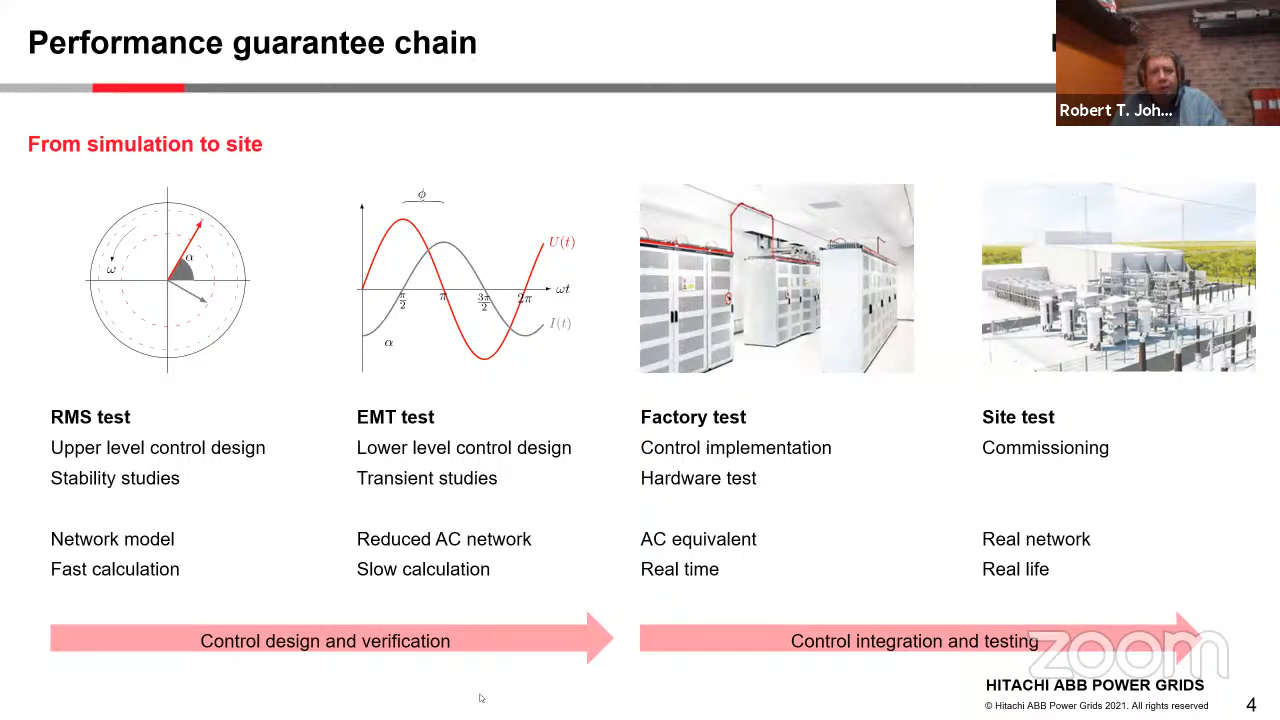 Performance guarantee chain
Robert T. Joh...
From simulation to site
ω
α
ϕ
U(t)
ωt
π/2
π
3π/2
2π
I(t)
α
RMS test
Upper level control design
Stability studies
Network model
Fast calculation
EMT test
Lower level control design
Transient studies
Reduced AC network
Slow calculation
Factory test
Control implementation
Hardware test
AC equivalent
Real time
Site test
Commissioning
Real network
Real life
Control design and verification
Control integration and testing
zoom
HITACHI ABB POWER GRIDS
© Hitachi ABB Power Grids 2021. All rights reserved
4